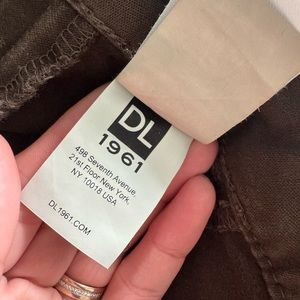 DL
1961
498 Seventh Avenue,
21st Floor New York,
NY 10018 USA
DL1961.COM